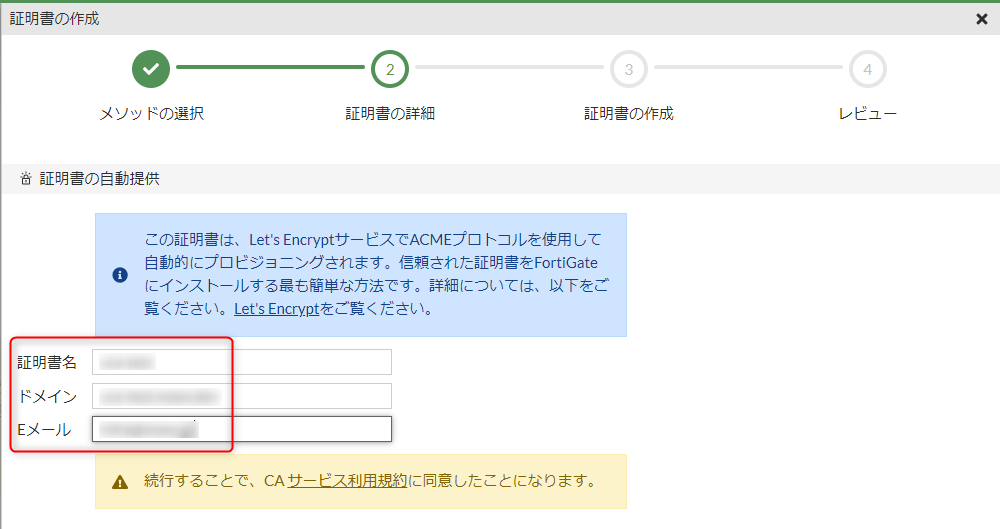 証明書の作成
2
3
4
メソッドの選択
証明書の詳細
証明書の作成
レビュー
証明書の自動提供
この証明書は、Let's EncryptサービスでACMEプロトコルを使用して
自動的にプロビジョニングされます。信頼された証明書をFortiGate
にインストールする最も簡単な方法です。詳細については、以下をご
覧ください。Let's Encryptをご覧ください。
証明書名
ドメイン
Eメール
続行することで、CA サービス利用規約に同意したことになります。